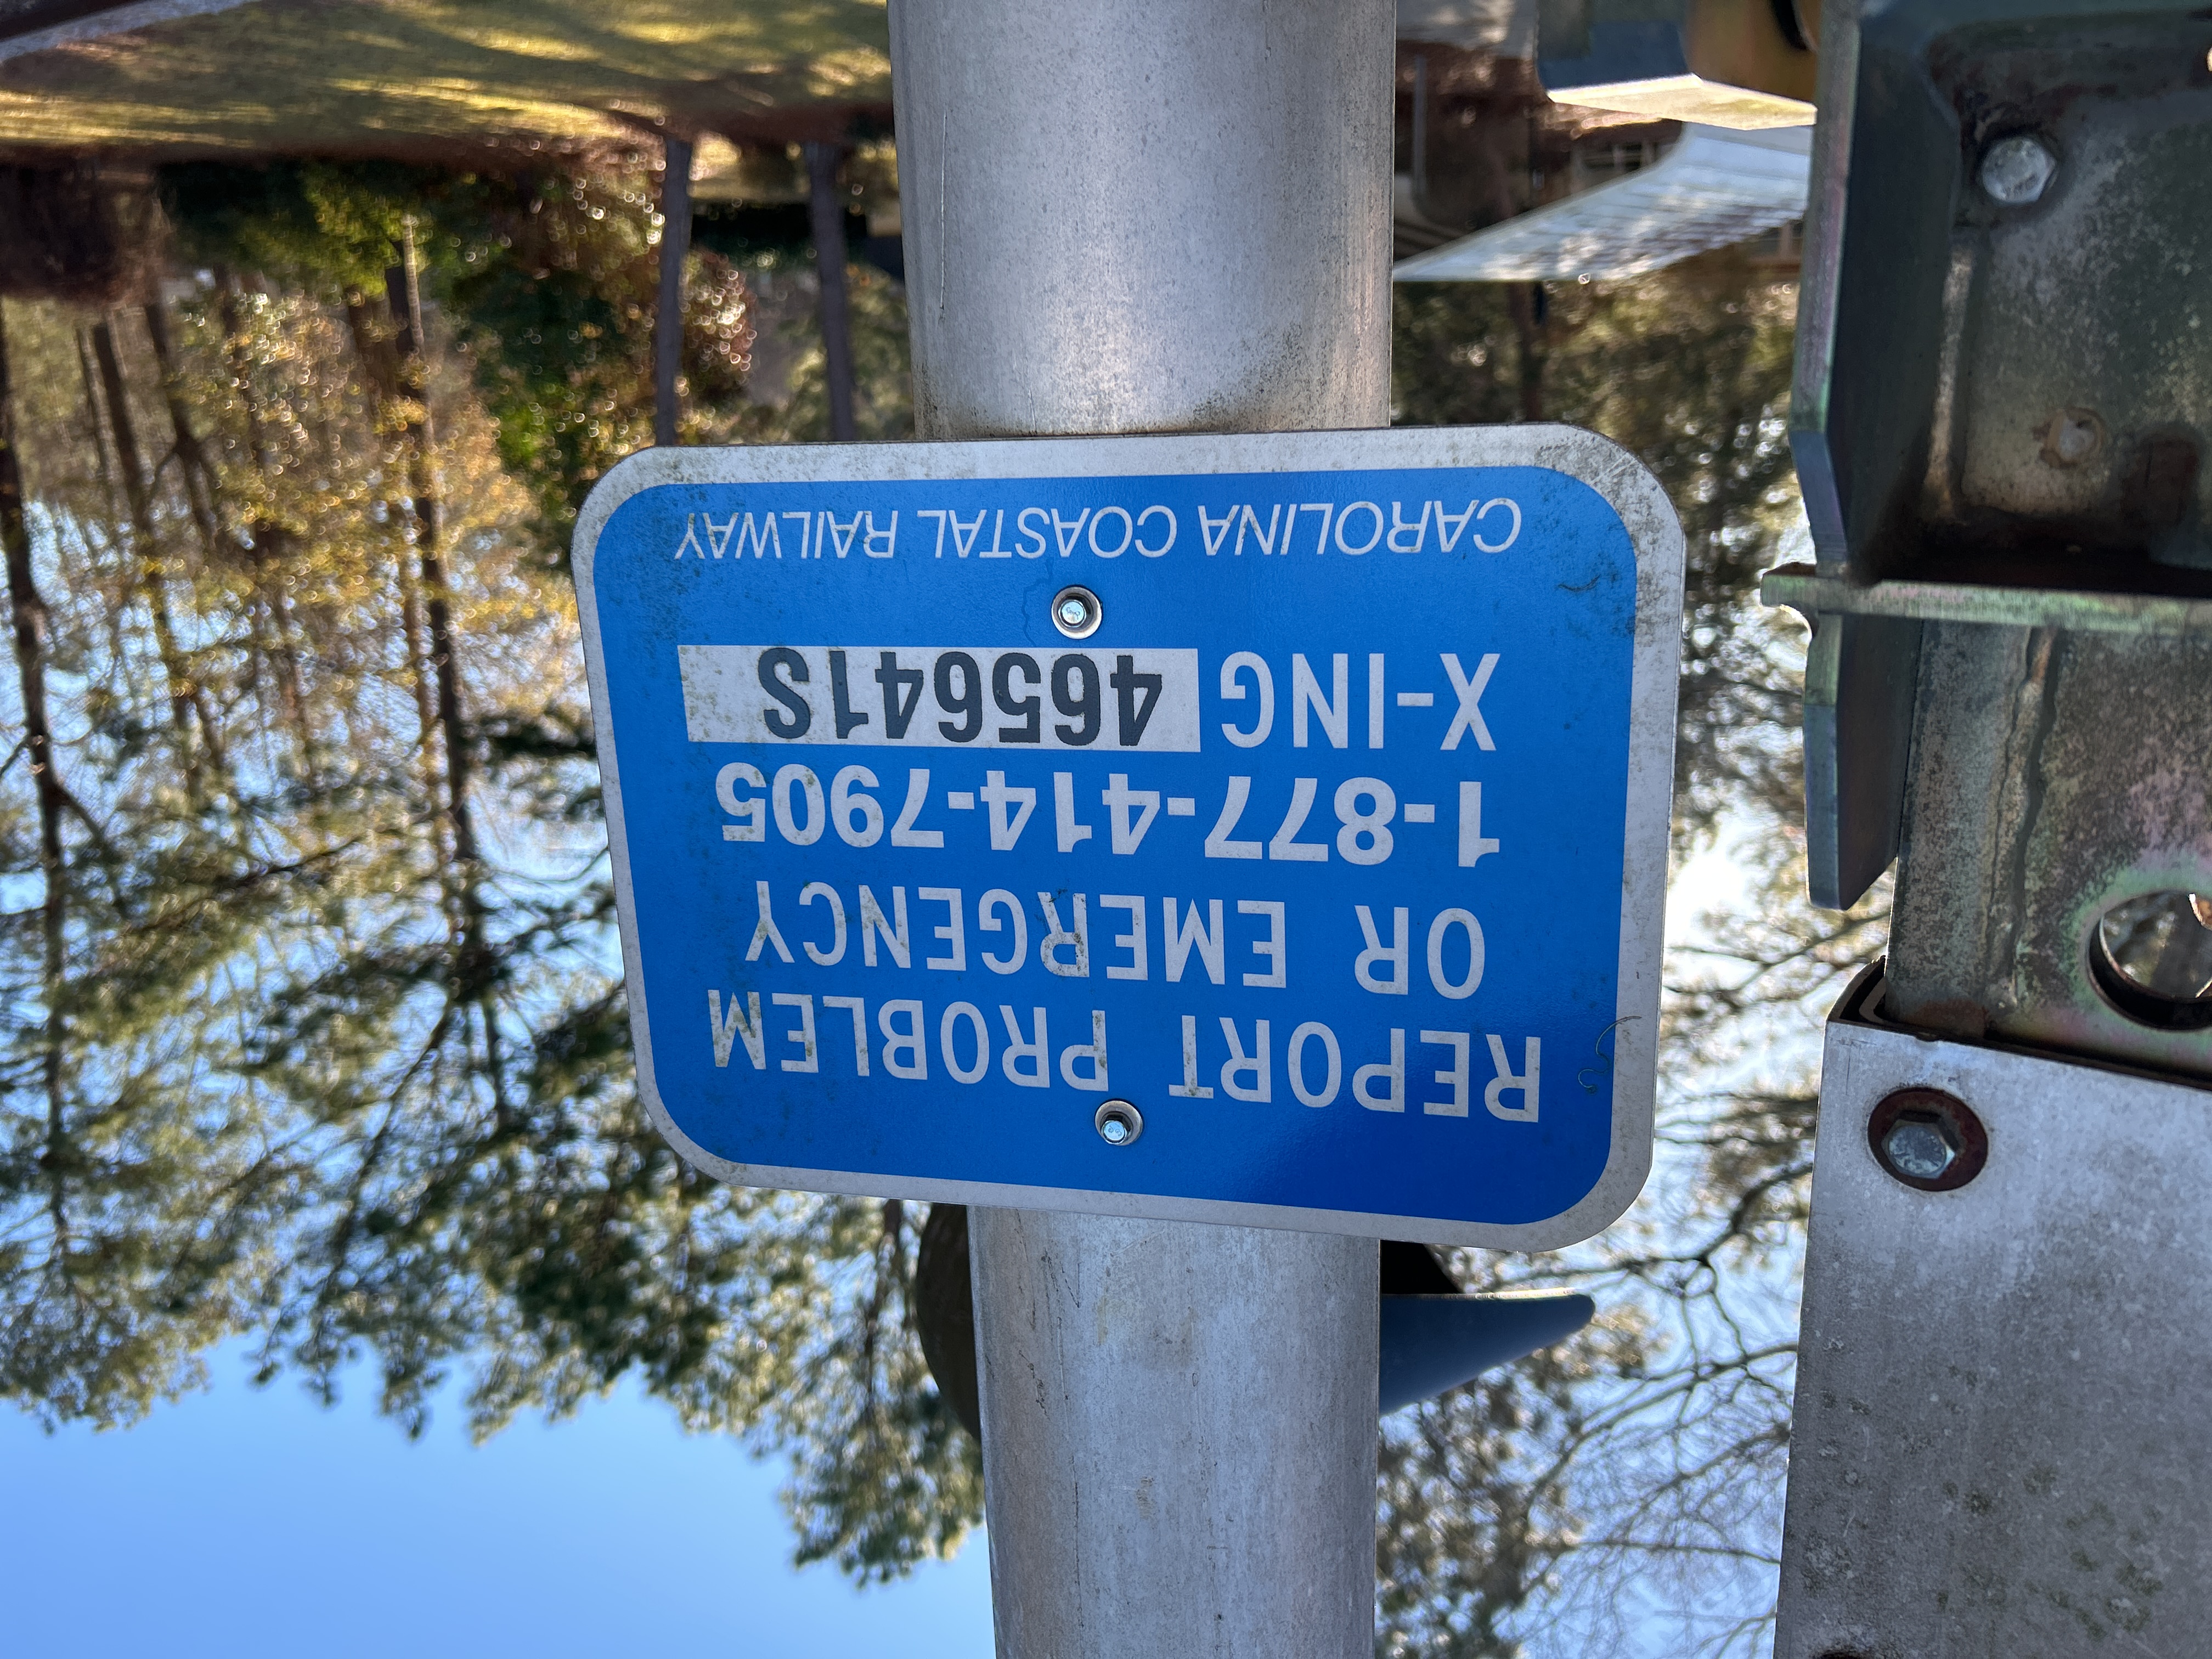 REPORT PROBLEM
OR EMERGENCY
1-877-414-7905
X-ING 465641S
CAROLINA COASTAL RAILWAY